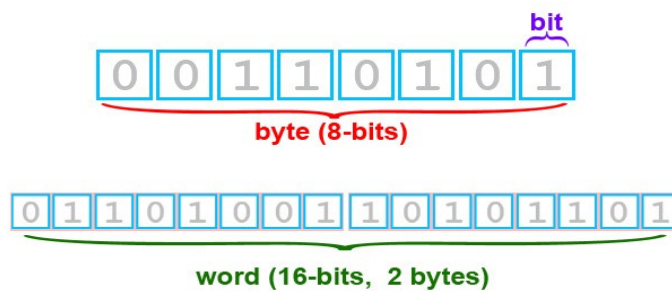 bit
0 0 1 1 0 1 0 1
byte (8-bits)
0 1 1 0 1 0 0 1 1 0 1 0 1 1 0 1
word (16-bits, 2 bytes)